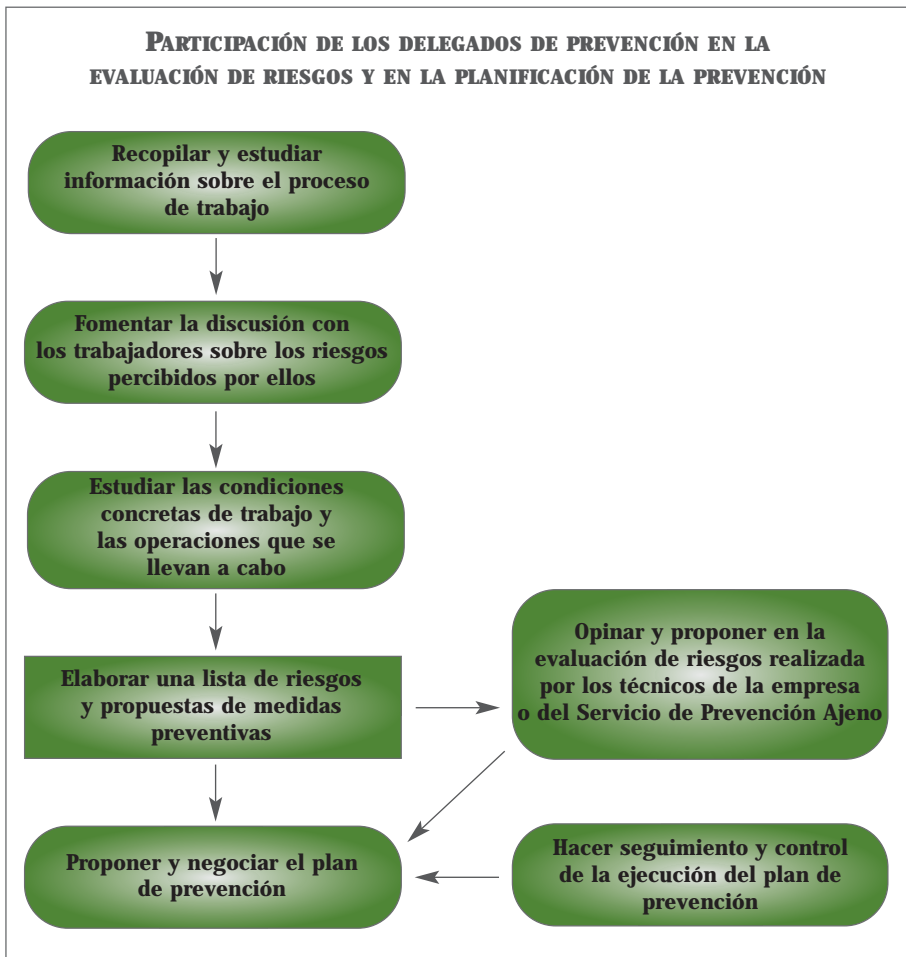 PARTICIPACIÓN DE LOS DELEGADOS DE PREVENCIÓN EN LA
EVALUACIÓN DE RIESGOS Y EN LA PLANIFICACIÓN DE LA PREVENCIÓN
Recopilar y estudiar
información sobre el proceso
de trabajo
Fomentar la discusión con
los trabajadores sobre los riesgos
percibidos por ellos
Estudiar las condiciones
concretas de trabajo y
las operaciones que se
llevan a cabo
Elaborar una lista de riesgos
y propuestas de medidas
preventivas
Opinar y proponer en la
evaluación de riesgos realizada
por los técnicos de la empresa
o del Servicio de Prevención Ajeno
Proponer y negociar el plan
de prevención
Hacer seguimiento y control
de la ejecución del plan de
prevención